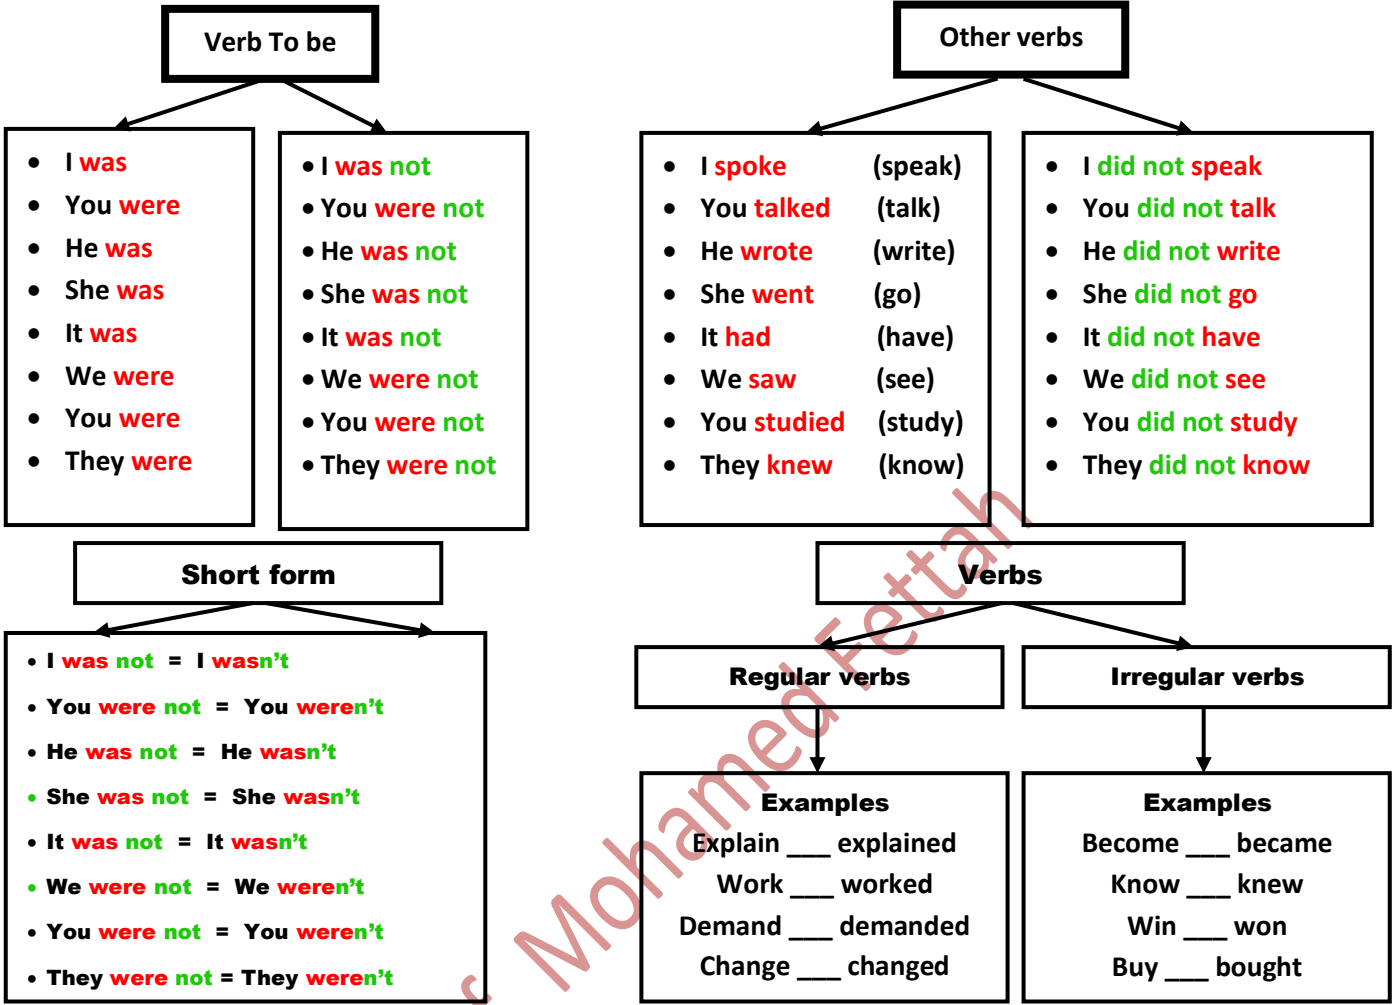 Verb To be
• I was
• You were
• He was
• She was
• It was
• We were
• You were
• They were
• I was not
• You were not
• He was not
• She was not
• It was not
• We were not
• You were not
• They were not
Other verbs
• I spoke (speak)
• You talked (talk)
• He wrote (write)
• She went (go)
• It had (have)
• We saw (see)
• You studied (study)
• They knew (know)
• I did not speak
• You did not talk
• He did not write
• She did not go
• It did not have
• We did not see
• You did not study
• They did not know
Short form
• I was not = I wasn't
• You were not = You weren't
• He was not = He wasn't
• She was not = She wasn't
• It was not = It wasn't
• We were not = We weren't
• You were not = You weren't
• They were not = They weren't
Verbs
Regular verbs
Examples
Explain ___ explained
Work ___ worked
Demand ___ demanded
Change ___ changed
Irregular verbs
Examples
Become ___ became
Know ___ knew
Win ___ won
Buy ___ bought
Mohamed Fettah